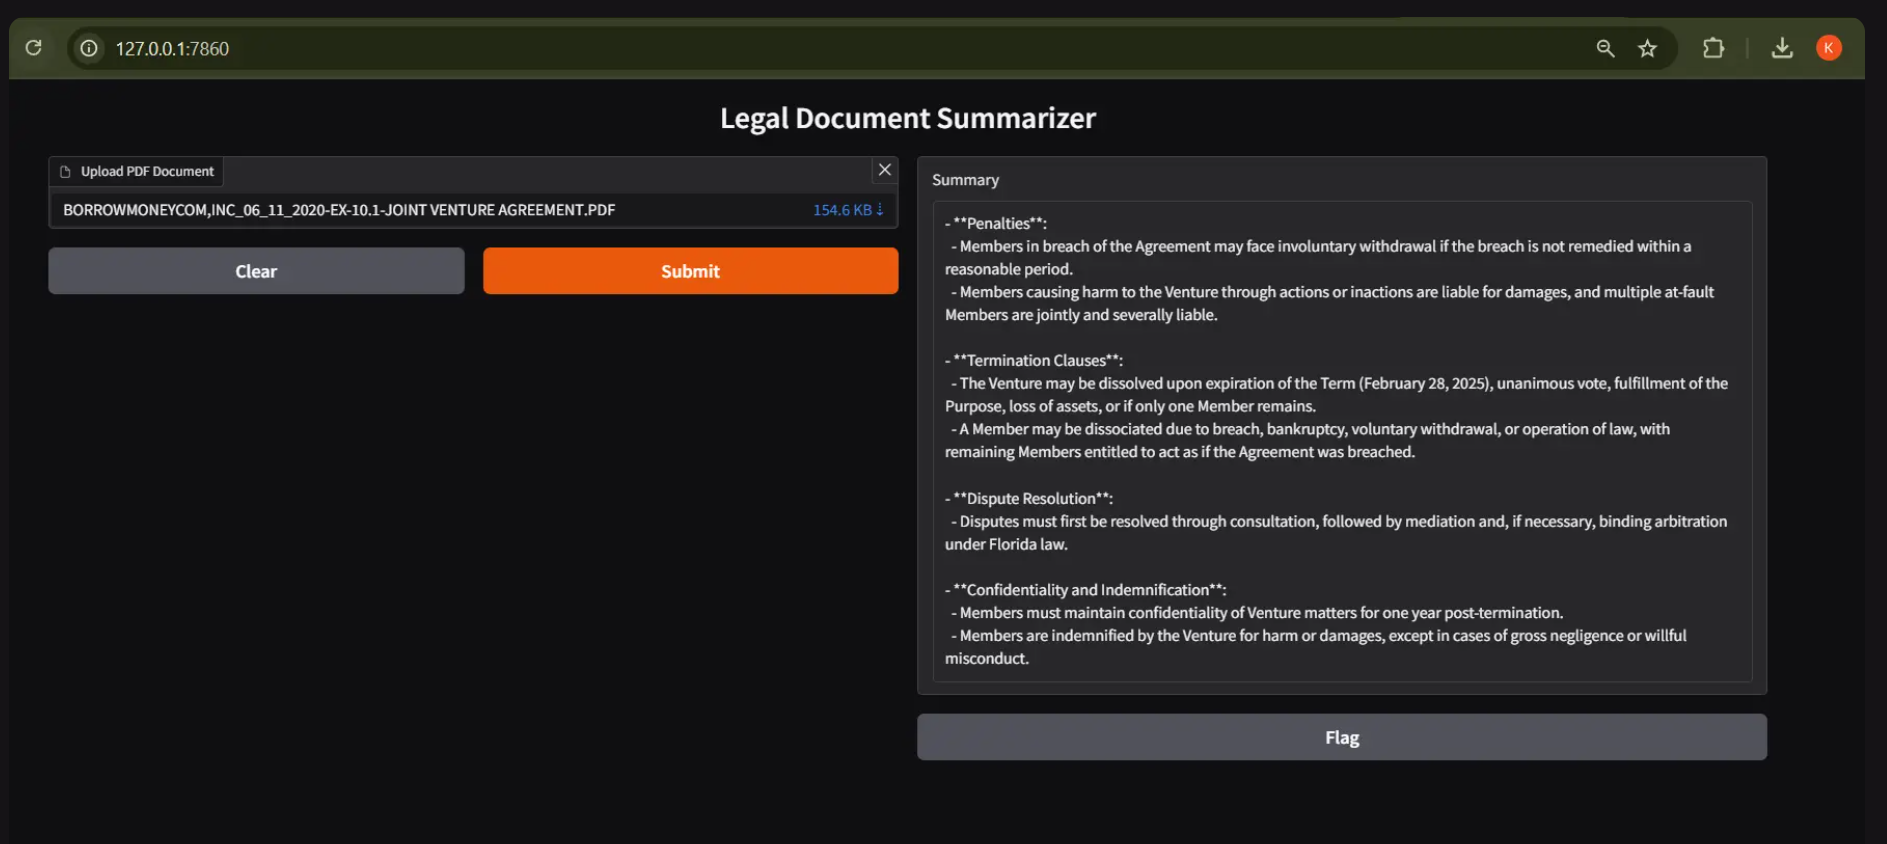 127.0.0.1:7860
K
Legal Document Summarizer
Upload PDF Document
BORROWMONEYCOM,INC_06_11_2020-EX-10.1-JOINT VENTURE AGREEMENT.PDF
154.6 KB ⇣
Clear
Submit
Summary
- **Penalties**:
- Members in breach of the Agreement may face involuntary withdrawal if the breach is not remedied within a
reasonable period.
- Members causing harm to the Venture through actions or inactions are liable for damages, and multiple at-fault
Members are jointly and severally liable.
- **Termination Clauses**:
- The Venture may be dissolved upon expiration of the Term (February 28, 2025), unanimous vote, fulfillment of the
Purpose, loss of assets, or if only one Member remains.
- A Member may be dissociated due to breach, bankruptcy, voluntary withdrawal, or operation of law, with
remaining Members entitled to act as if the Agreement was breached.
- **Dispute Resolution**:
- Disputes must first be resolved through consultation, followed by mediation and, if necessary, binding arbitration
under Florida law.
- **Confidentiality and Indemnification**:
- Members must maintain confidentiality of Venture matters for one year post-termination.
- Members are indemnified by the Venture for harm or damages, except in cases of gross negligence or willful
misconduct.
Flag